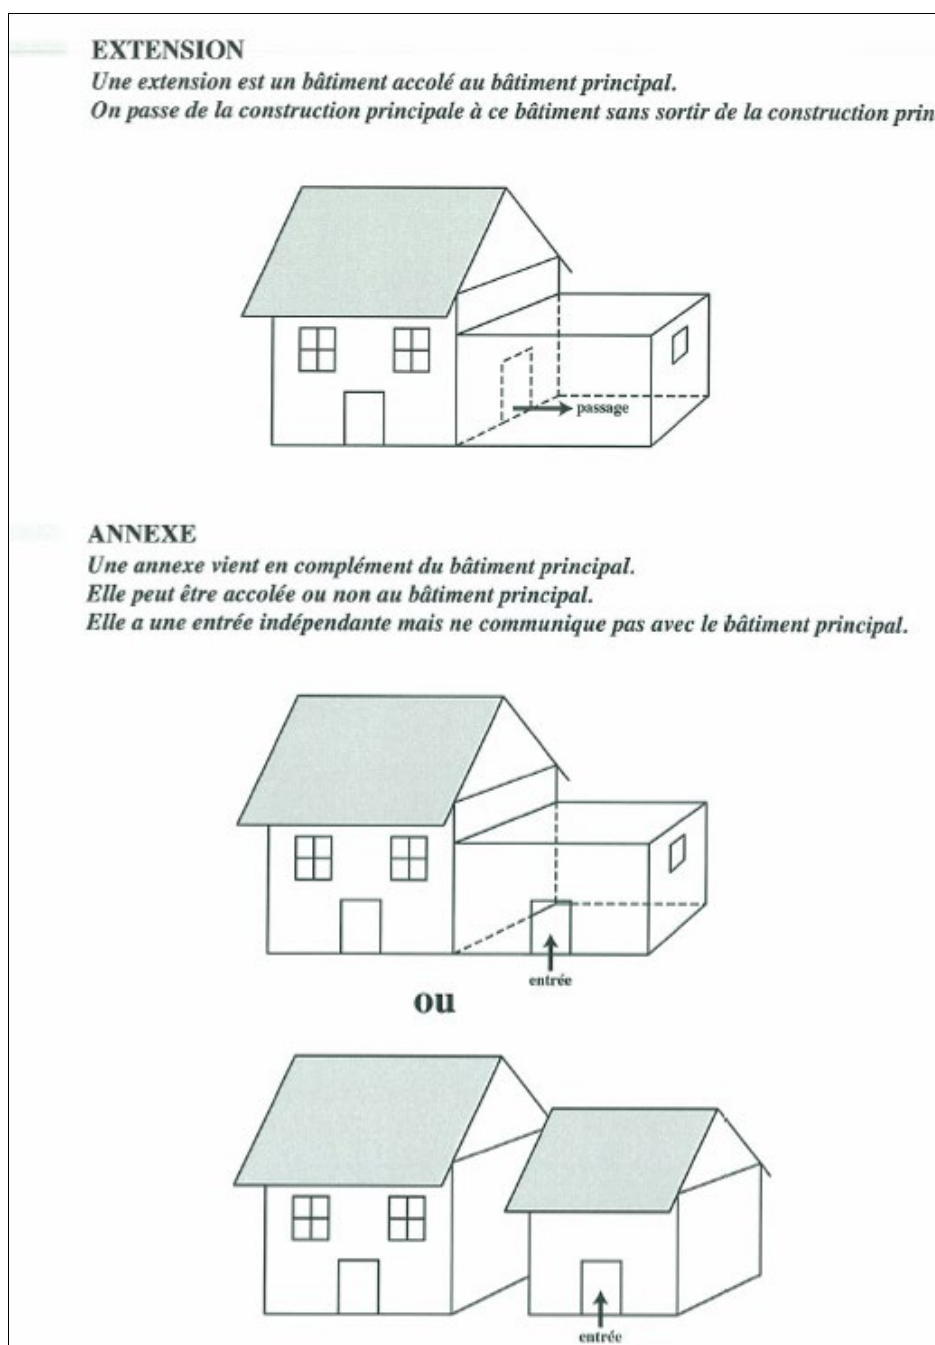 EXTENSION
Une extension est un bâtiment accolé au bâtiment principal.
On passe de la construction principale à ce bâtiment sans sortir de la construction prin
passage
ANNEXE
Une annexe vient en complément du bâtiment principal.
Elle peut être accolée ou non au bâtiment principal.
Elle a une entrée indépendante mais ne communique pas avec le bâtiment principal.
entrée
ou
entrée